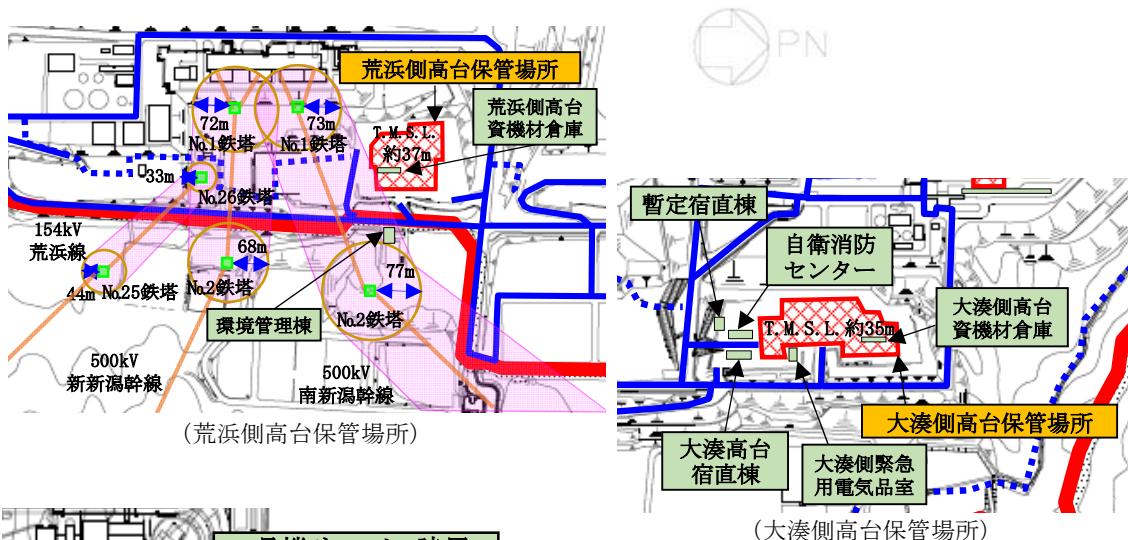 PN
荒浜側高台保管場所
荒浜側高台
資機材倉庫
T.M.S.L.
約37m
72m
No.1鉄塔
73m
No.1鉄塔
33m
No.26鉄塔
154kV
荒浜線
44m
No.25鉄塔
68m
No.2鉄塔
77m
No.2鉄塔
環境管理棟
500kV
新新潟幹線
500kV
南新潟幹線
(荒浜側高台保管場所)
暫定宿直棟
自衛消防
センター
大湊側高台
資機材倉庫
T.M.S.L.約35m
大湊側高台保管場所
大湊高台
宿直棟
大湊側緊急
用電気品室
(大湊側高台保管場所)